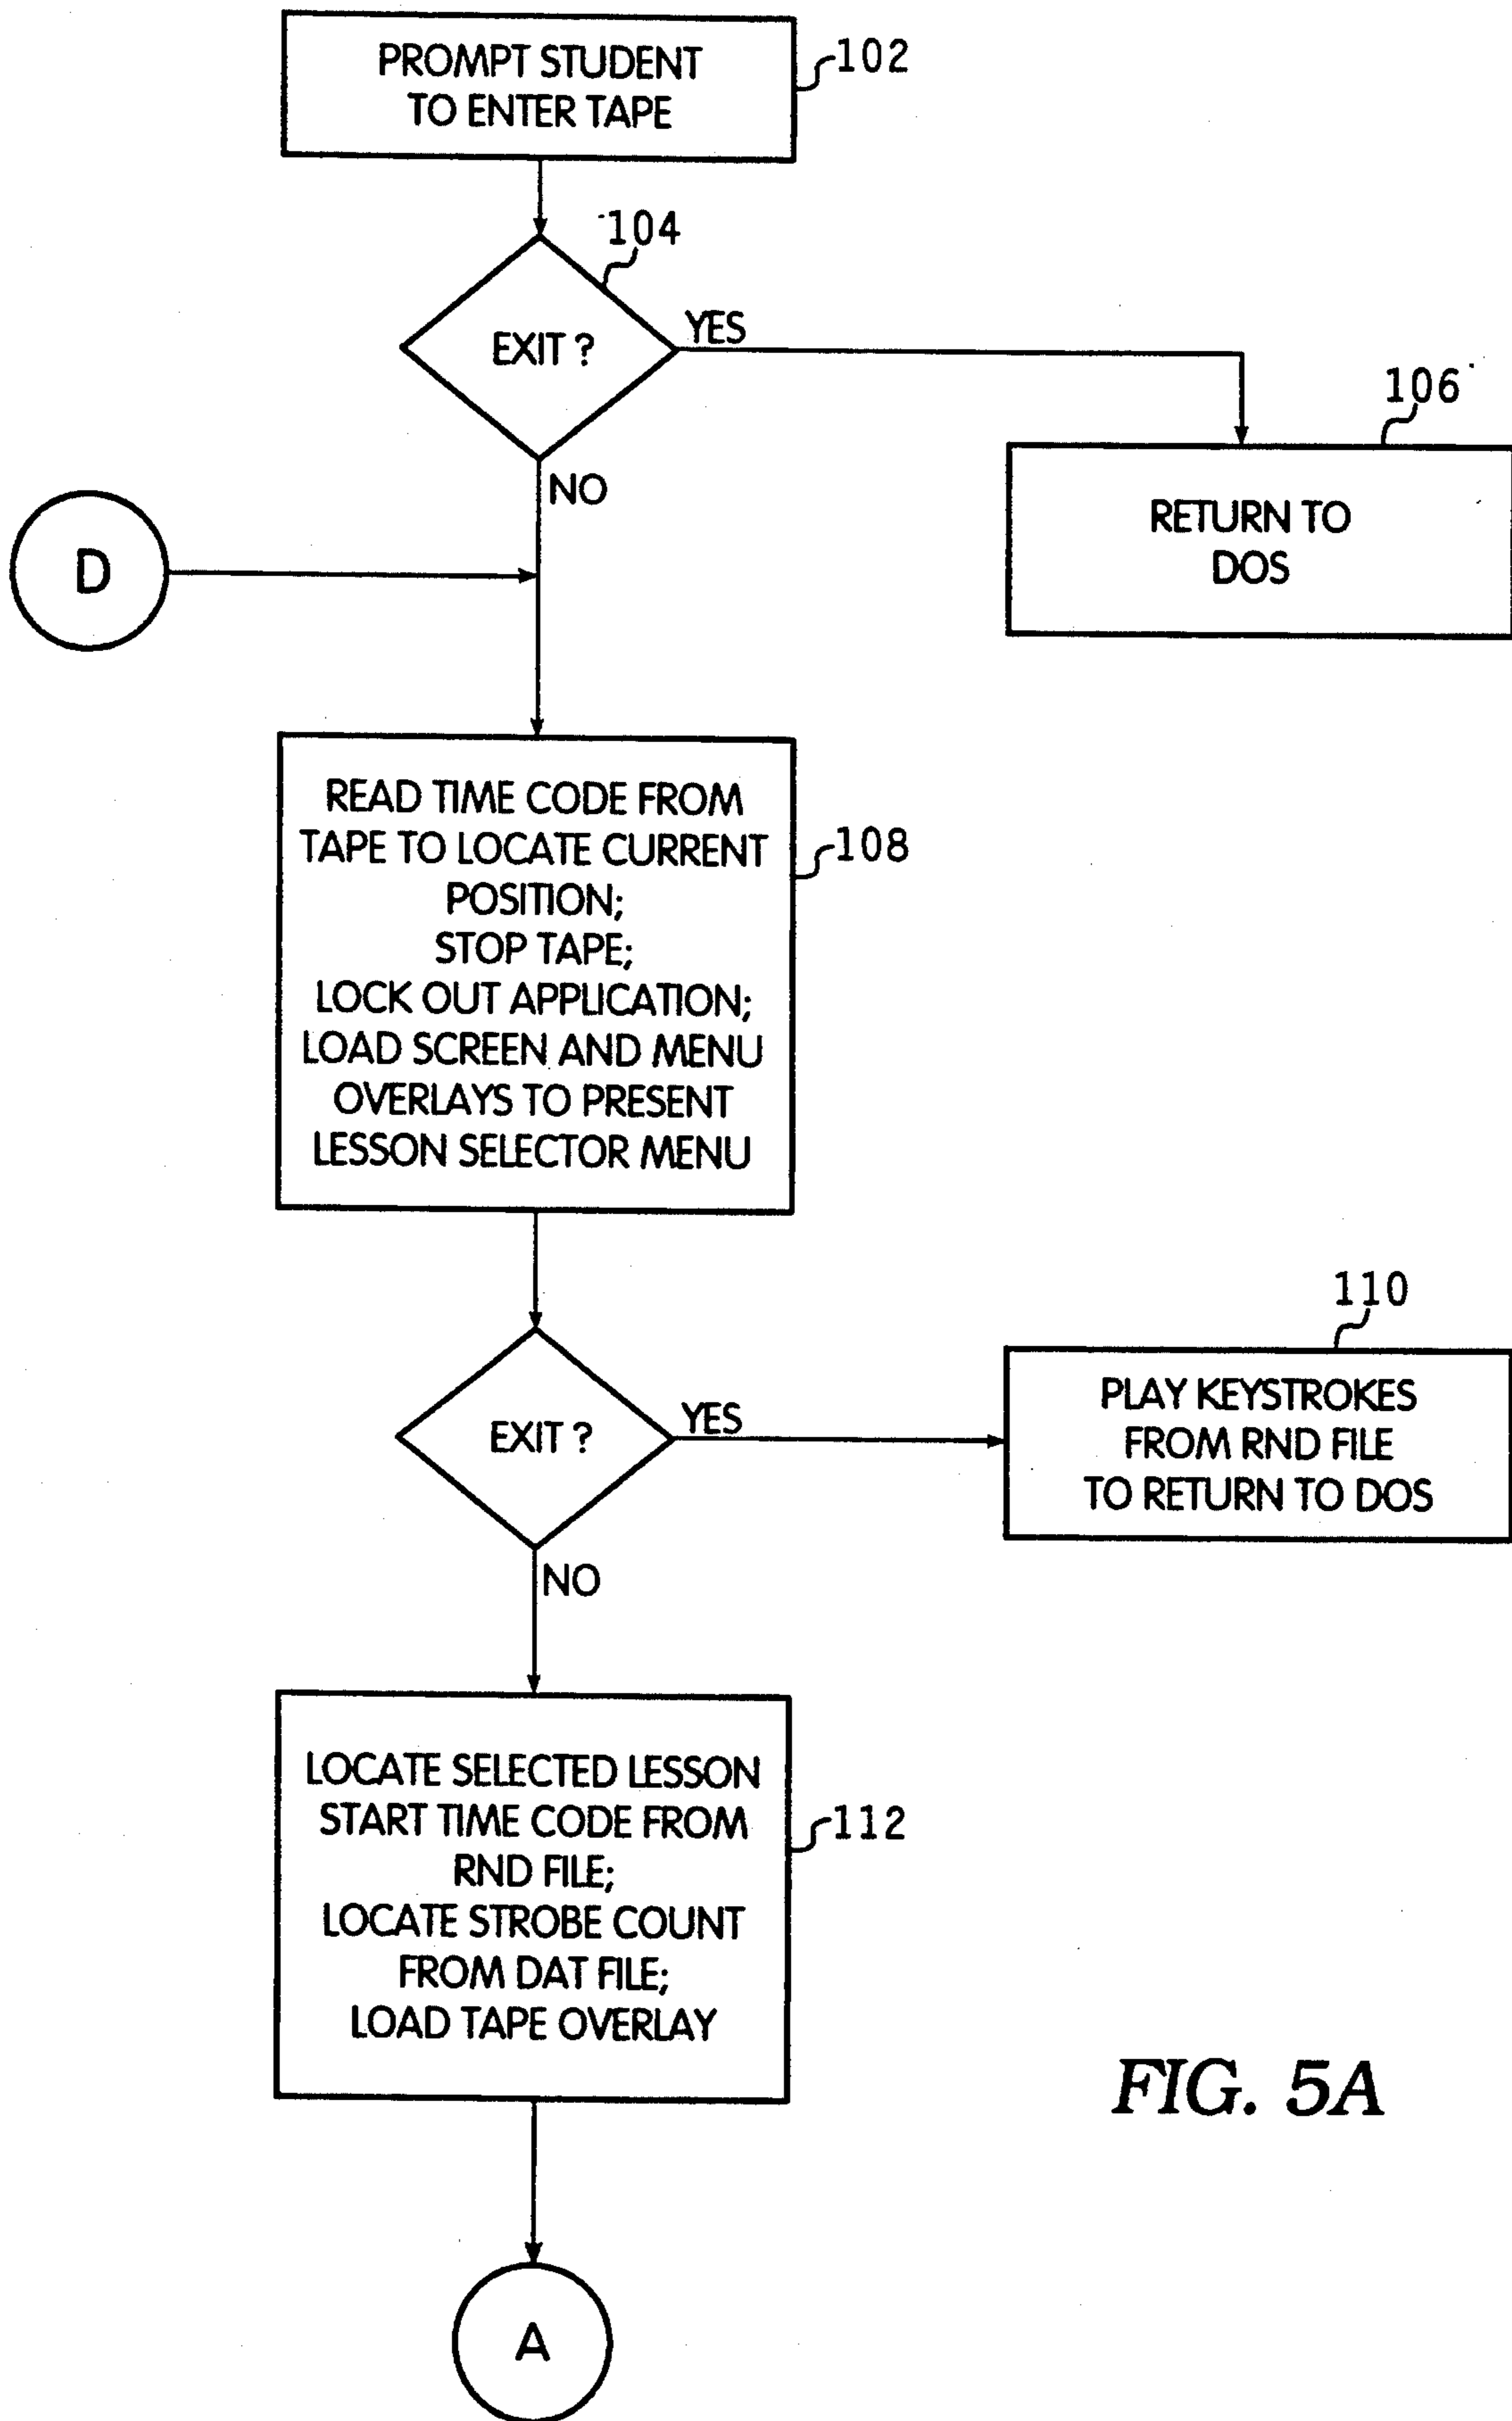 PROMPT STUDENT
TO ENTER TAPE
102
104
EXIT ?
YES
106
RETURN TO
DOS
NO
D
READ TIME CODE FROM
TAPE TO LOCATE CURRENT
POSITION;
STOP TAPE;
LOCK OUT APPLICATION;
LOAD SCREEN AND MENU
OVERLAYS TO PRESENT
LESSON SELECTOR MENU
108
EXIT ?
YES
110
PLAY KEYSTROKES
FROM RND FILE
TO RETURN TO DOS
NO
LOCATE SELECTED LESSON
START TIME CODE FROM
RND FILE;
LOCATE STROBE COUNT
FROM DAT FILE;
LOAD TAPE OVERLAY
112
FIG. 5A
A